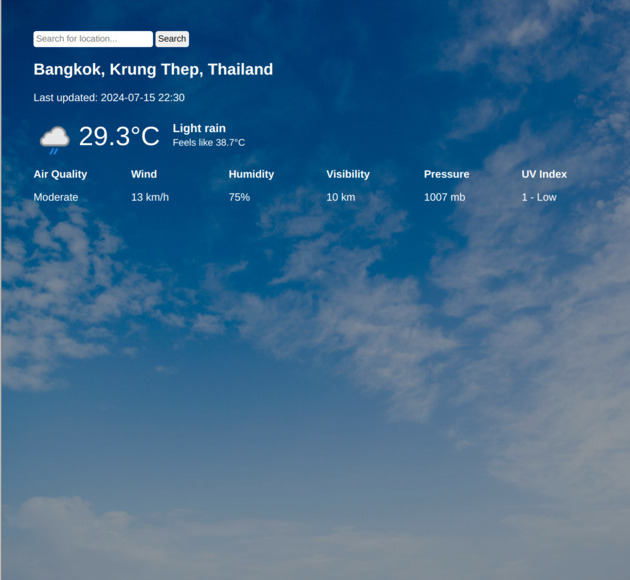 Search for location... Search
Bangkok, Krung Thep, Thailand
Last updated: 2024-07-15 22:30
29.3°C Light rain
Feels like 38.7°C
Air Quality Wind Humidity Visibility Pressure UV Index
Moderate 13 km/h 75% 10 km 1007 mb 1 - Low